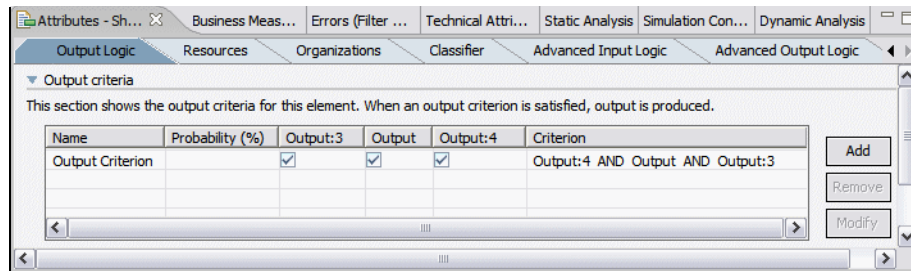 Attributes - Sh... Business Meas... Errors (Filter ... Technical Attri... Static Analysis Simulation Con... Dynamic Analysis
Output Logic Resources Organizations Classifier Advanced Input Logic Advanced Output Logic
Output criteria
This section shows the output criteria for this element. When an output criterion is satisfied, output is produced.
Name Probability (%) Output:3 Output Output:4 Criterion
Output Criterion Output:4 AND Output AND Output:3
Add
Remove
Modify